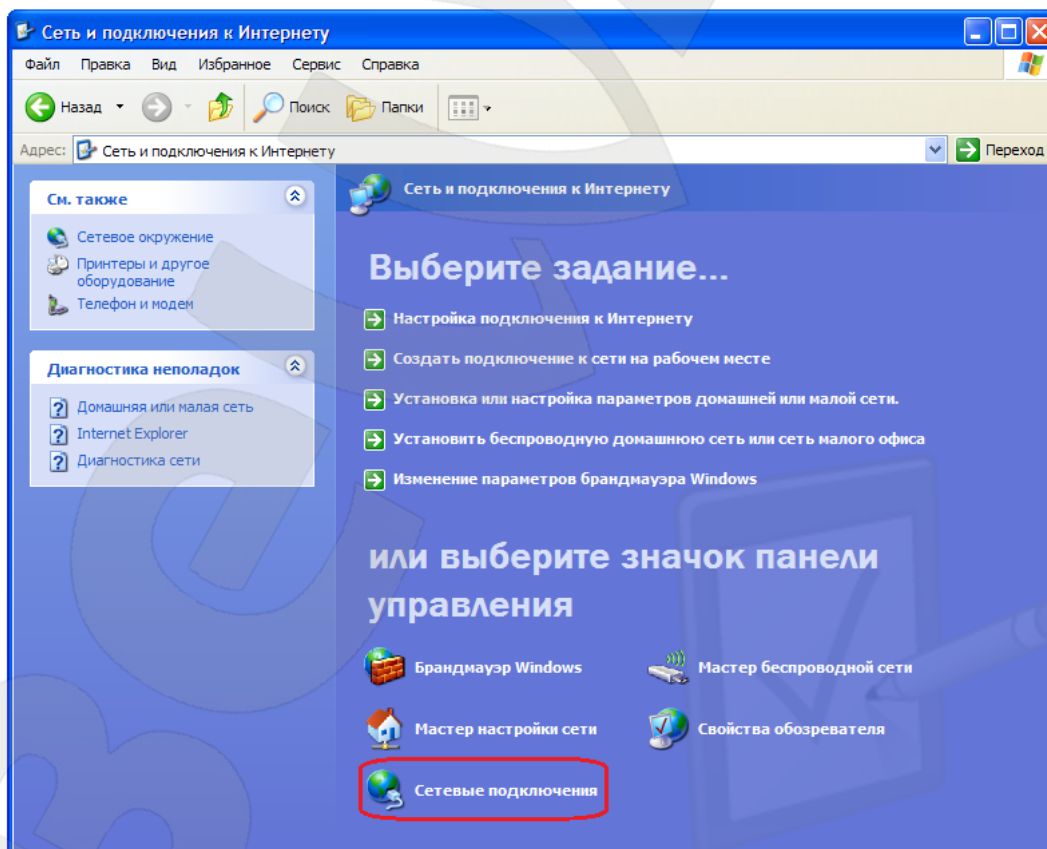 Сеть и подключения к Интернету
Файл Правка Вид Избранное Сервис Справка
Назад Поиск Папки
Адрес: Сеть и подключения к Интернету Переход
См. также
Сетевое окружение
Принтеры и другое
оборудование
Телефон и модем
Диагностика неполадок
Домашняя или малая сеть
Internet Explorer
Диагностика сети
Сеть и подключения к Интернету
Выберите задание...
Настройка подключения к Интернету
Создать подключение к сети на рабочем месте
Установка или настройка параметров домашней или малой сети.
Установить беспроводную домашнюю сеть или сеть малого офиса
Изменение параметров брандмауэра Windows
или выберите значок панели
управления
Брандмауэр Windows Мастер беспроводной сети
Мастер настройки сети Свойства обозревателя
Сетевые подключения